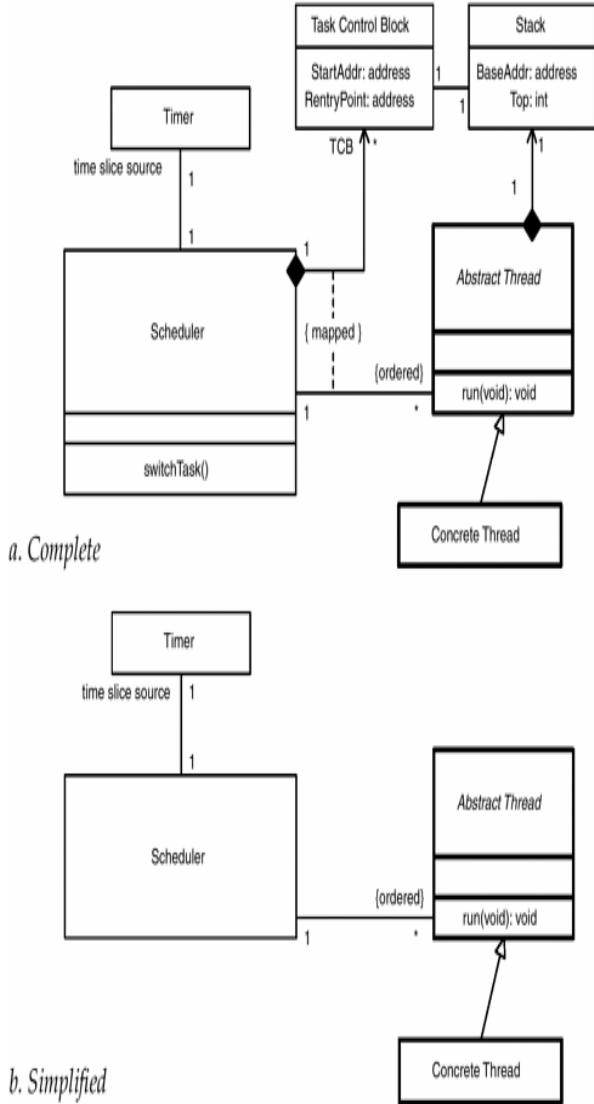 Task Control Block
StartAddr: address
RentryPoint: address
Stack
BaseAddr: address
Top: int
1
1
Timer
time slice source
1
1
TCB
*
1
1
1
Scheduler
switchTask()
{ mapped }
{ordered}
1
*
Abstract Thread
run(void): void
Concrete Thread
a. Complete
Timer
time slice source
1
1
Scheduler
{ordered}
1
*
Abstract Thread
run(void): void
Concrete Thread
b. Simplified